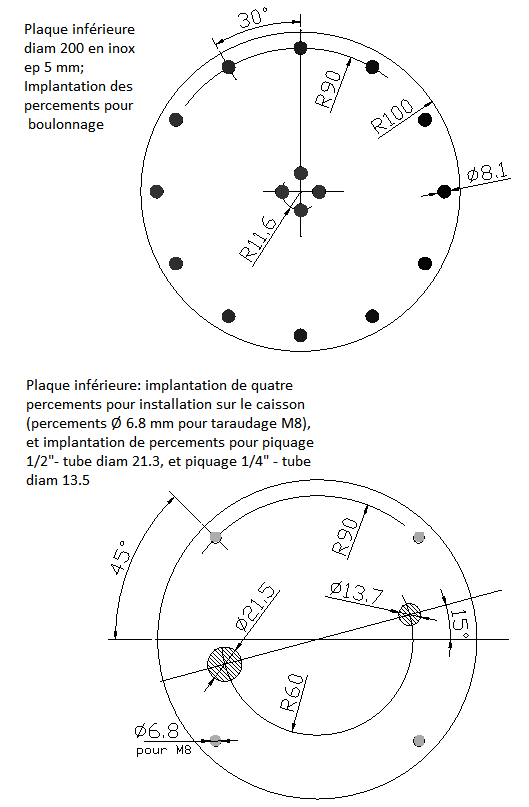 Plaque inférieure
diam 200 en inox
ep 5 mm;
Implantation des
percements pour
boulonnage
30°
R90
R100
Ø8.1
R11.6
Plaque inférieure: implantation de quatre
percements pour installation sur le caisson
(percements Ø 6.8 mm pour taraudage M8),
et implantation de percements pour piquage
1/2"- tube diam 21.3, et piquage 1/4" - tube
diam 13.5
45°
R90
Ø13.7
Ø21.5
15°
R60
Ø6.8
pour M8